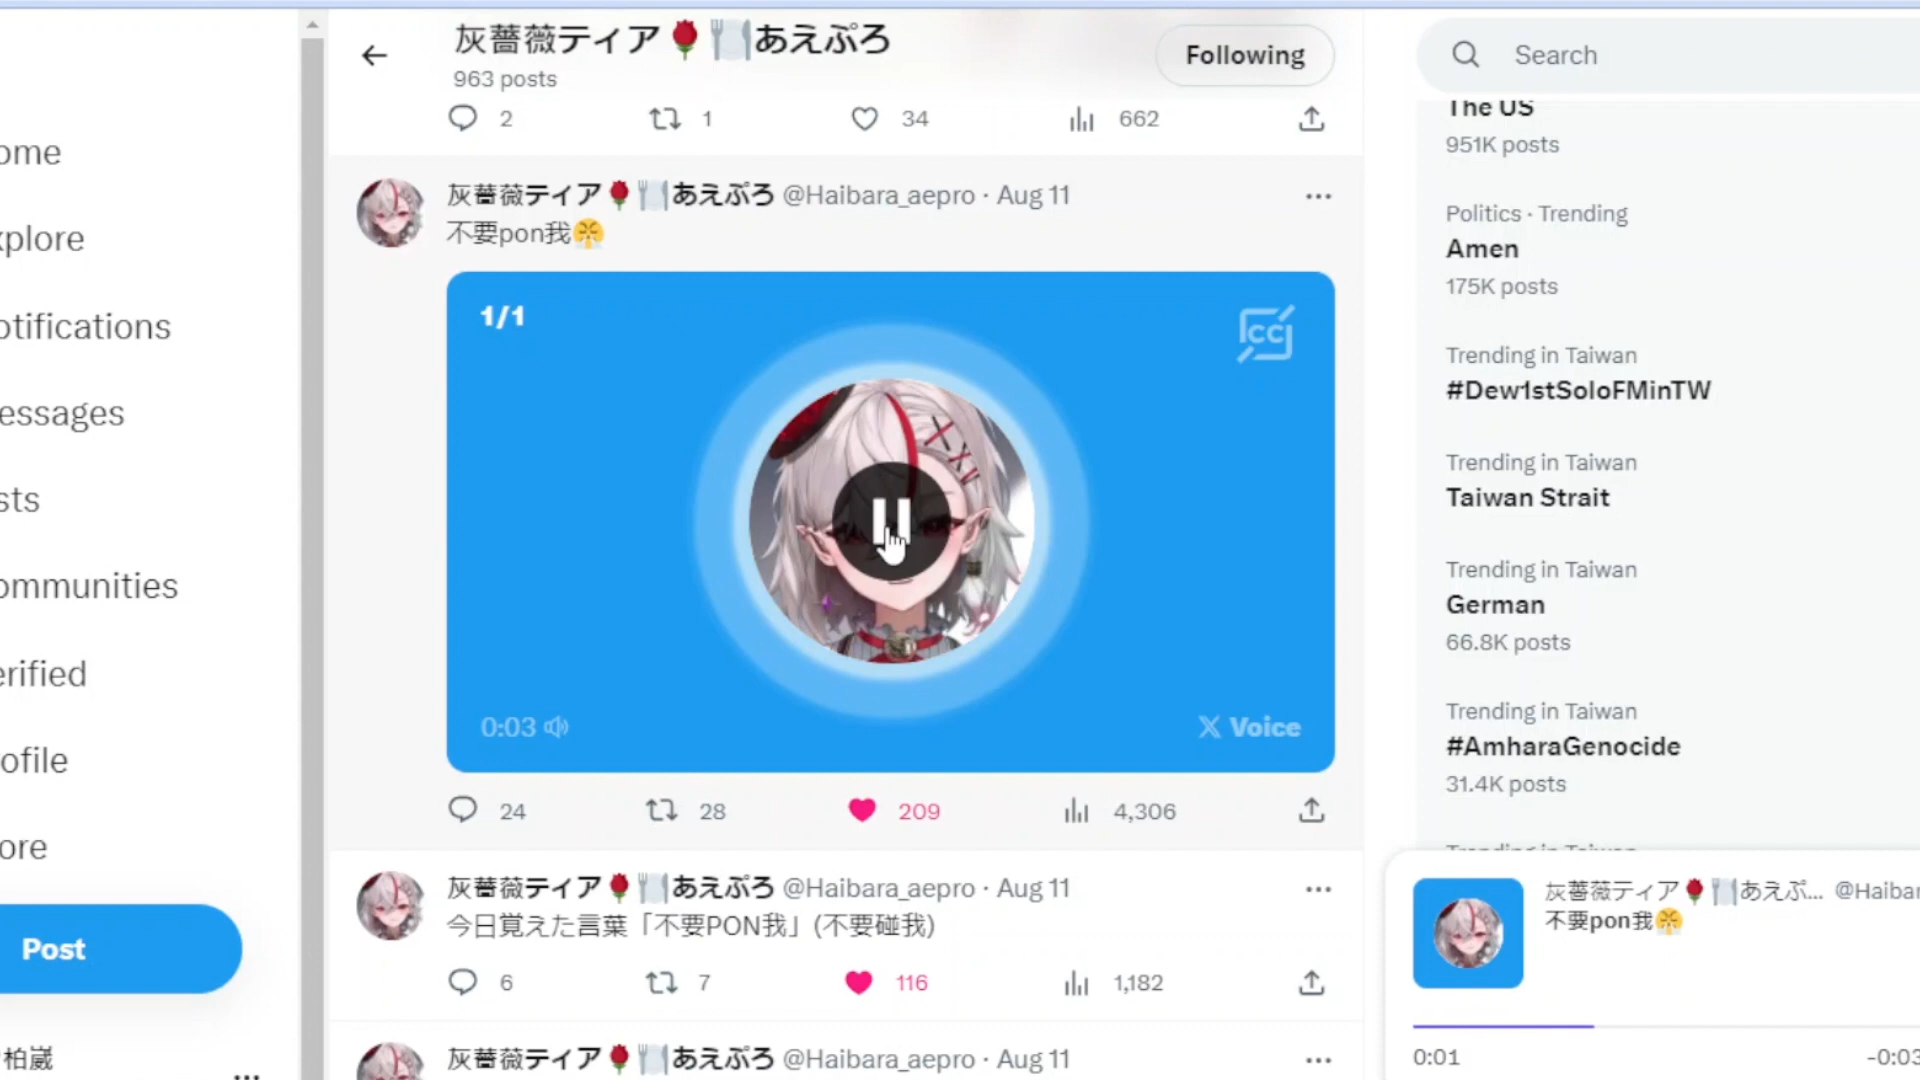 灰薔薇ティア🌹🍽️あえぷろ
963 posts
Following
2 1 34 662
灰薔薇ティア🌹🍽️あえぷろ @Haibara_aepro · Aug 11
不要pon我😤
1/1
CC
0:03
X Voice
24 28 209 4,306
灰薔薇ティア🌹🍽️あえぷろ @Haibara_aepro · Aug 11
今日覚えた言葉「不要PON我」(不要碰我)
6 7 116 1,182
灰薔薇ティア🌹🍽️あえぷろ @Haibara_aepro · Aug 11
ome
xplore
otifications
essages
sts
ommunities
erified
ofile
ore
Post
柏崴
Search
The US
951K posts
Politics · Trending
Amen
175K posts
Trending in Taiwan
#Dew1stSoloFMinTW
Trending in Taiwan
Taiwan Strait
Trending in Taiwan
German
66.8K posts
Trending in Taiwan
#AmharaGenocide
31.4K posts
Trending in Taiwan
灰薔薇ティア🌹🍽️あえぷ... @Haibar
不要pon我😤
0:01
-0:03